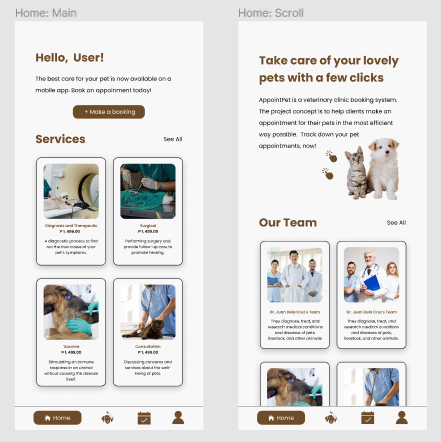 Home: Main
Hello, User!
The best care for your pet is now available on a
mobile app. Book an appoinment today!
+ Make a booking
Services
See All
Diagnosis and Therapeutic
₱ 1, 499.00
A diagnostic process to find
out the true cause of your
pet's symptoms.
Surgical
₱ 1, 499.00
Performing surgery and
provide follow-up care to
promote healing.
Vaccine
₱ 1, 499.00
Stimulating an immune
response in an animal
without causing the disease
itself.
Consultation
₱ 1, 499.00
Discussing concerns and
services about the well-
being of pets.
Home
Home: Scroll
Take care of your lovely
pets with a few clicks
AppointPet is a veterinary clinic booking system.
The project concept is to help clients make an
appointment for their pets in the most efficient
way possible. Track down your pet
appointments, now!
Our Team
See All
Dr. Juan Dela Cruz's Team
They diagnose, treat, and
research medical conditions
and diseases of pets,
livestock, and other animals.
Dr. Juan Dela Cruz's Team
They diagnose, treat, and
research medical conditions
and diseases of pets,
livestock, and other animals.
Home